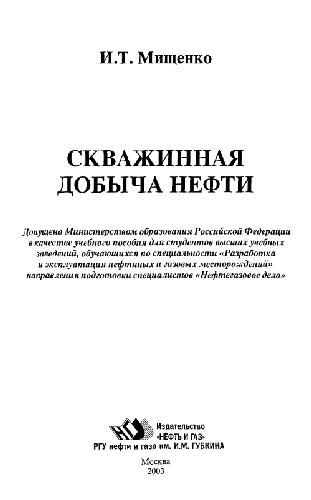 И.Т. Мищенко
СКВАЖИННАЯ
ДОБЫЧА НЕФТИ
Допущено Министерством образования Российской Федерации
в качестве учебного пособия для студентов высших учебных
заведений, обучающихся по специальности «Разработка
и эксплуатация нефтяных и газовых месторождений»
направления подготовки специалистов «Нефтегазовое дело»
Издательство
«НЕФТЬ И ГАЗ»
РГУ нефти и газа им. И.М. ГУБКИНА
Москва
2003